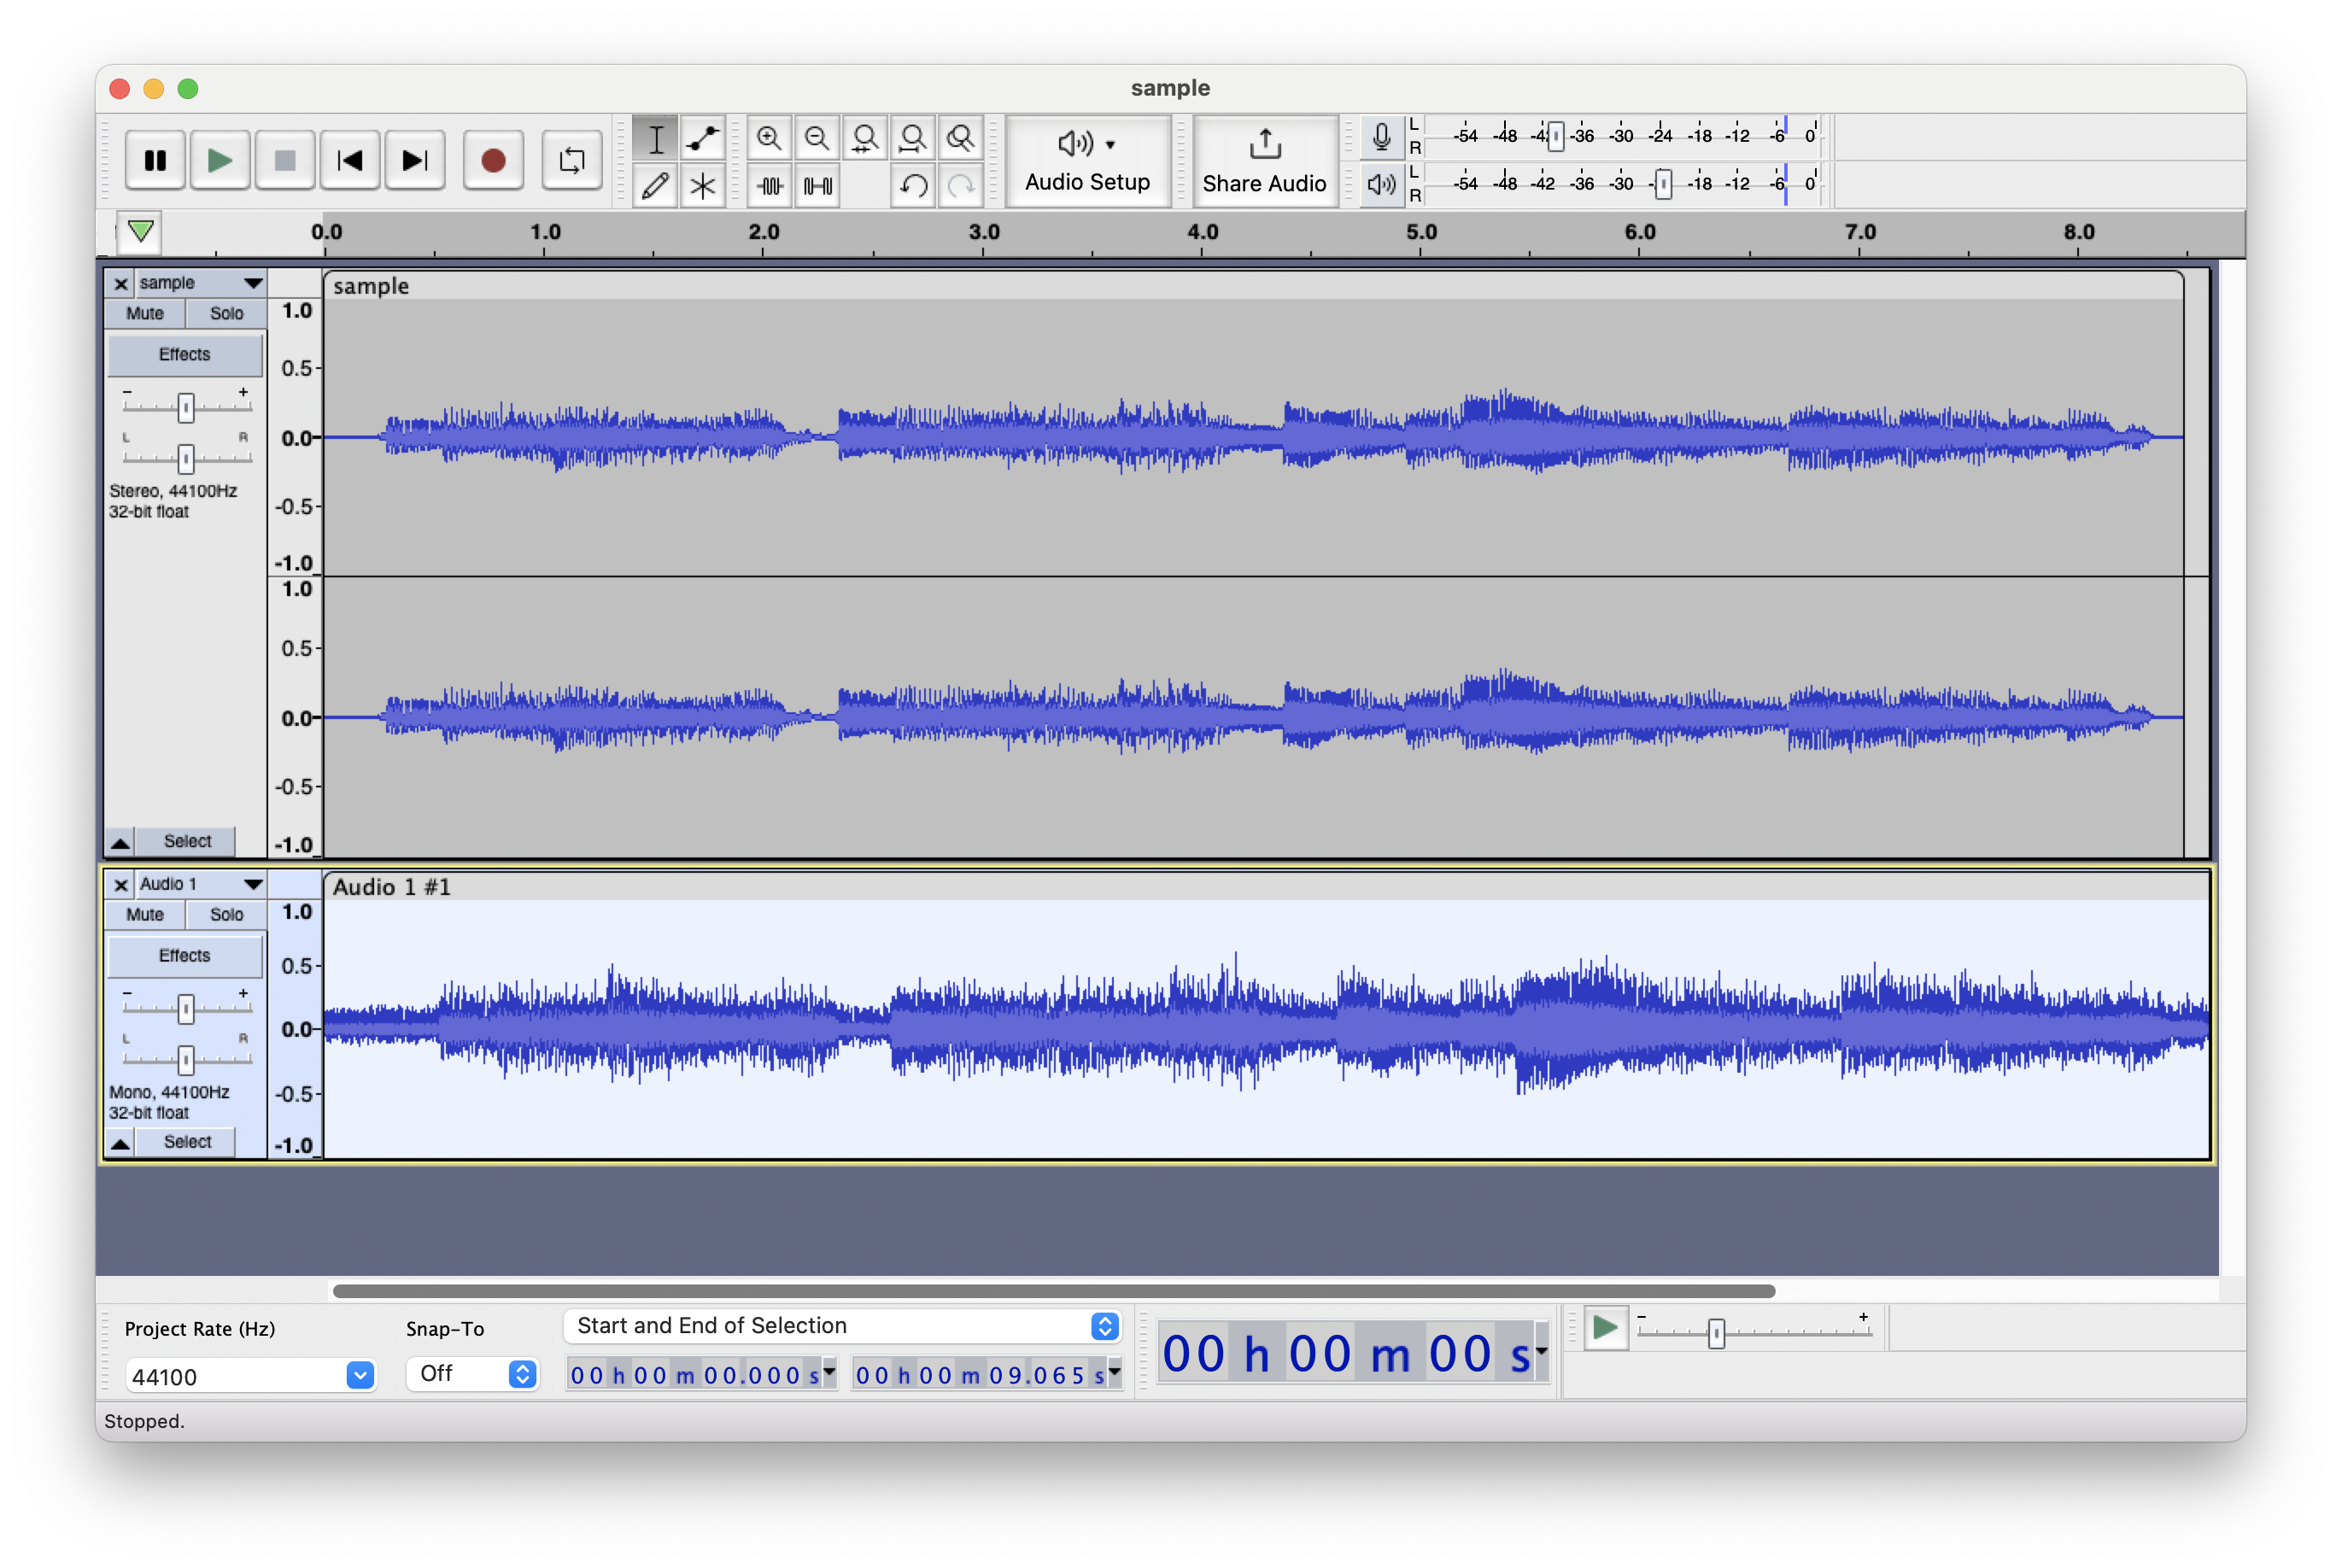 sample
Audio Setup
Share Audio
L
R
-54 -48 -42 -36 -30 -24 -18 -12 -6 0
L
R
-54 -48 -42 -36 -30 -18 -12 -6 0
0.0 1.0 2.0 3.0 4.0 5.0 6.0 7.0 8.0
sample
Mute Solo
Effects
- +
L R
Stereo, 44100Hz
32-bit float
Select
sample
1.0
0.5
0.0
-0.5
-1.0
1.0
0.5
0.0
-0.5
-1.0
Audio 1
Mute Solo
Effects
- +
L R
Mono, 44100Hz
32-bit float
Select
Audio 1 #1
1.0
0.5
0.0
-0.5
-1.0
Project Rate (Hz)
44100
Snap-To
Off
Start and End of Selection
00 h 00 m 00.000 s
00 h 00 m 09.065 s
00 h 00 m 00 s
- +
Stopped.